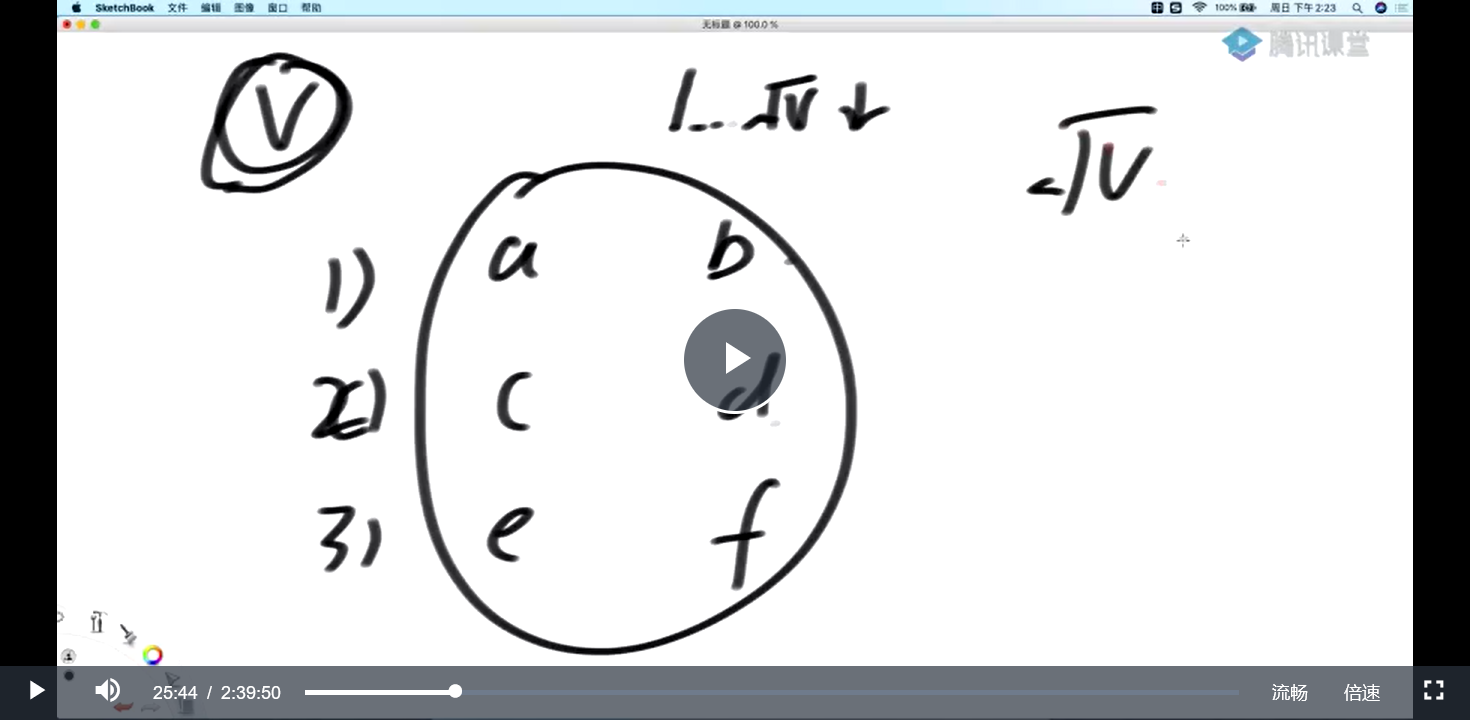 SketchBook 文件 编辑 图像 窗口 帮助 100% 周日 下午 2:23
无标题 @ 100.0 %
腾讯课堂
V
1...√V ↓
√V
1) a b
2) c d
3) e f
25:44 / 2:39:50 流畅 倍速